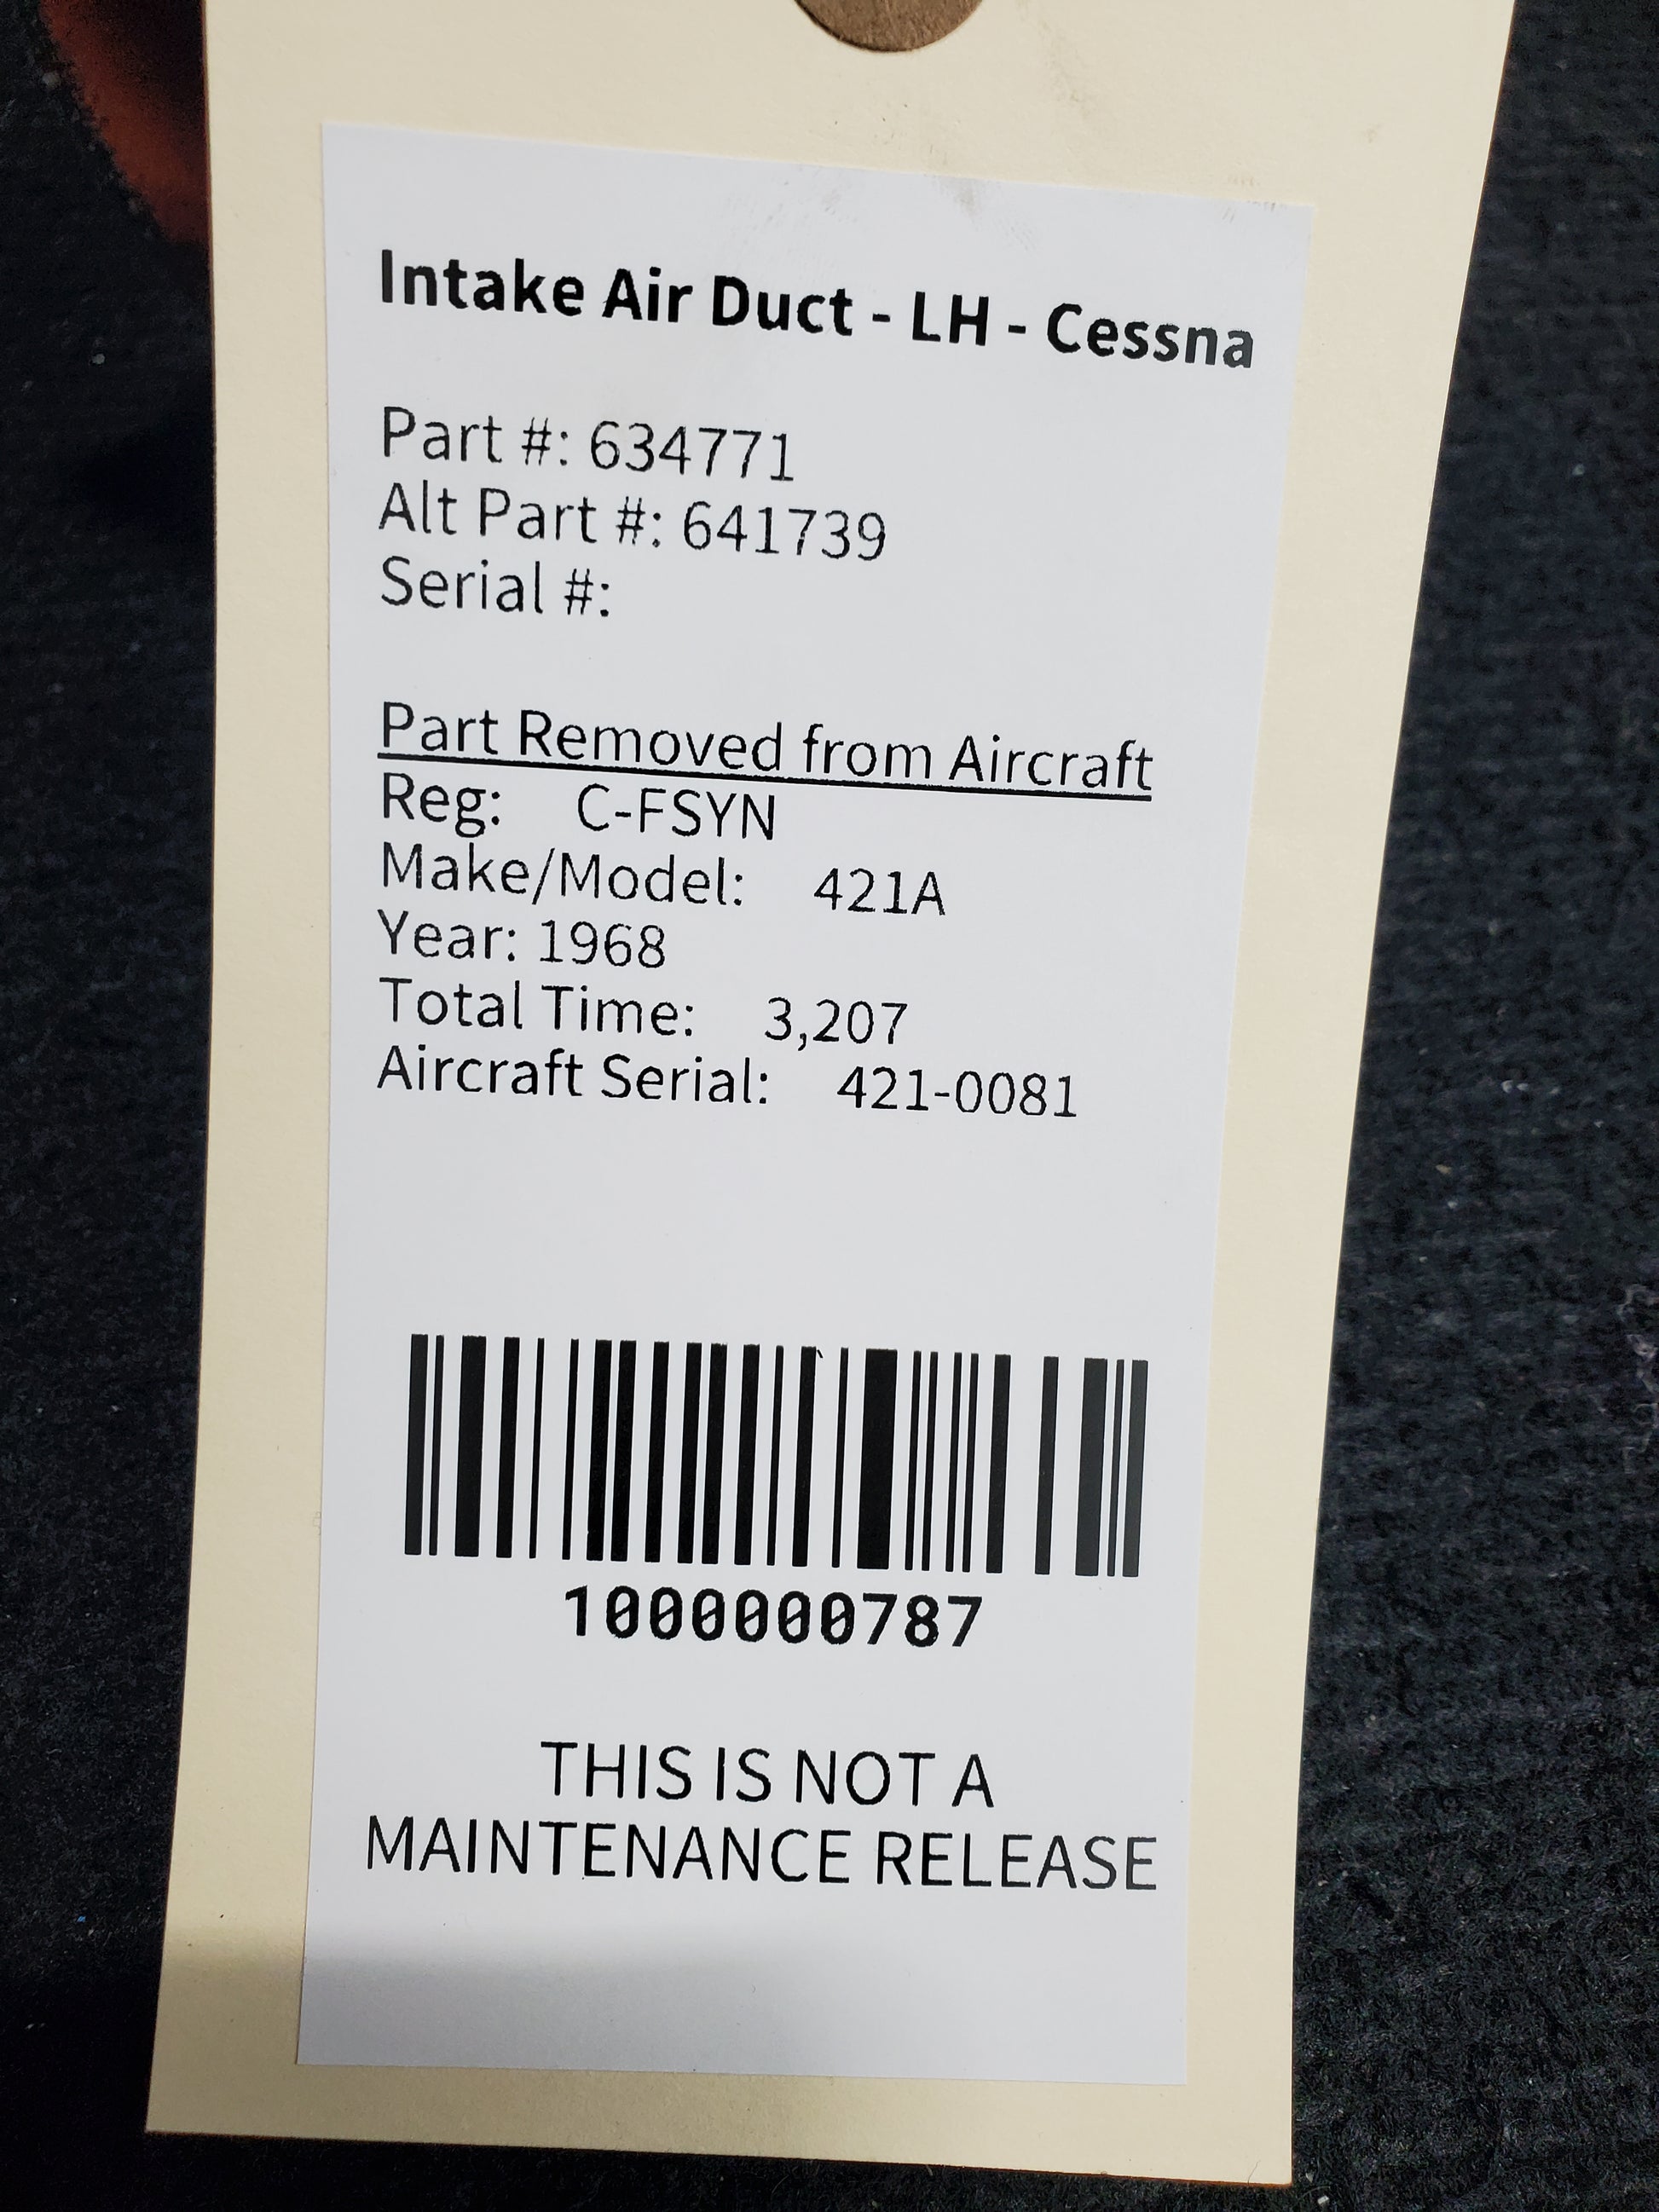 Intake Air Duct - LH - Cessna
Part #: 634771
Alt Part #: 641739
Serial #:
Part Removed from Aircraft
Reg: C-FSYN
Make/Model: 421A
Year: 1968
Total Time: 3,207
Aircraft Serial: 421-0081
1000000787
THIS IS NOT A
MAINTENANCE RELEASE